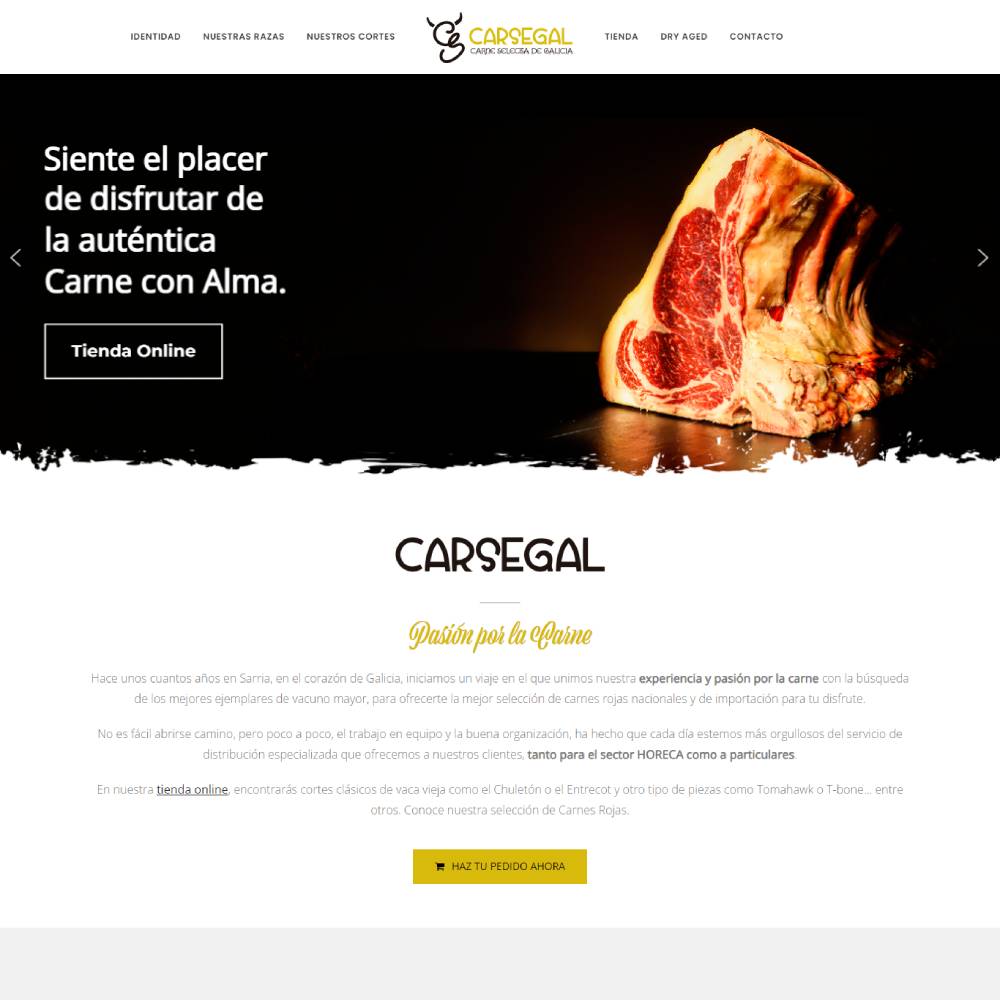 IDENTIDAD NUESTRAS RAZAS NUESTROS CORTES CARSEGAL TIENDA DRY AGED CONTACTO
CARNE SELECTA DE GALICIA
Siente el placer
de disfrutar de
la auténtica
Carne con Alma.
Tienda Online
CARSEGAL
Pasión por la Carne
Hace unos cuantos años en Sarria, en el corazón de Galicia, iniciamos un viaje en el que unimos nuestra experiencia y pasión por la carne con la búsqueda
de los mejores ejemplares de vacuno mayor, para ofrecerte la mejor selección de carnes rojas nacionales y de importación para tu disfrute.
No es fácil abrirse camino, pero poco a poco, el trabajo en equipo y la buena organización, ha hecho que cada día estemos más orgullosos del servicio de
distribución especializada que ofrecemos a nuestros clientes, tanto para el sector HORECA como a particulares.
En nuestra tienda online, encontrarás cortes clásicos de vaca vieja como el Chuletón o el Entrecot y otro tipo de piezas como Tomahawk o T-bone... entre
otros. Conoce nuestra selección de Carnes Rojas.
HAZ TU PEDIDO AHORA